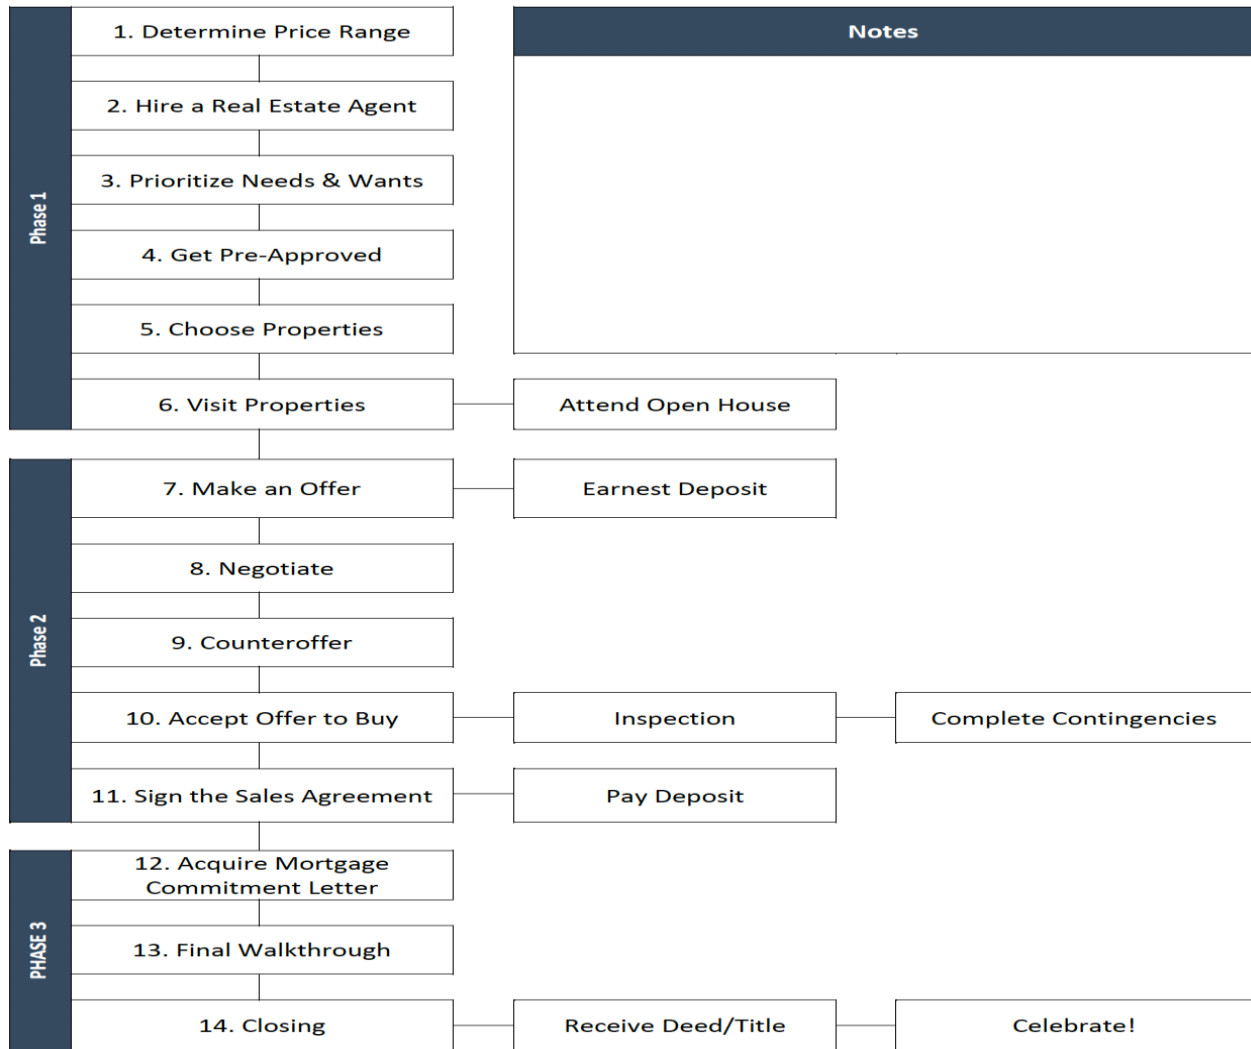 Phase 1
1. Determine Price Range
Notes
2. Hire a Real Estate Agent
3. Prioritize Needs & Wants
4. Get Pre-Approved
5. Choose Properties
6. Visit Properties
Attend Open House
Phase 2
7. Make an Offer
Earnest Deposit
8. Negotiate
9. Counteroffer
10. Accept Offer to Buy
Inspection
Complete Contingencies
11. Sign the Sales Agreement
Pay Deposit
PHASE 3
12. Acquire Mortgage
Commitment Letter
13. Final Walkthrough
14. Closing
Receive Deed/Title
Celebrate!